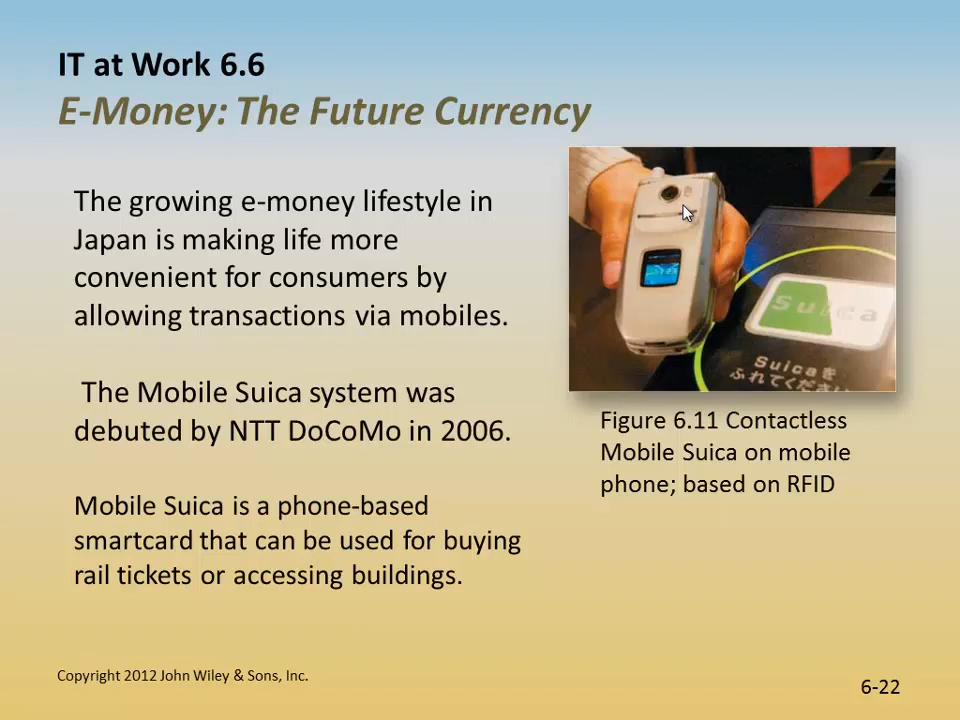 IT at Work 6.6
E-Money: The Future Currency
The growing e-money lifestyle in
Japan is making life more
convenient for consumers by
allowing transactions via mobiles.
The Mobile Suica system was
debuted by NTT DoCoMo in 2006.
Mobile Suica is a phone-based
smartcard that can be used for buying
rail tickets or accessing buildings.
Suica
Suicaを
ふれてください
Figure 6.11 Contactless
Mobile Suica on mobile
phone; based on RFID
Copyright 2012 John Wiley & Sons, Inc.
6-22